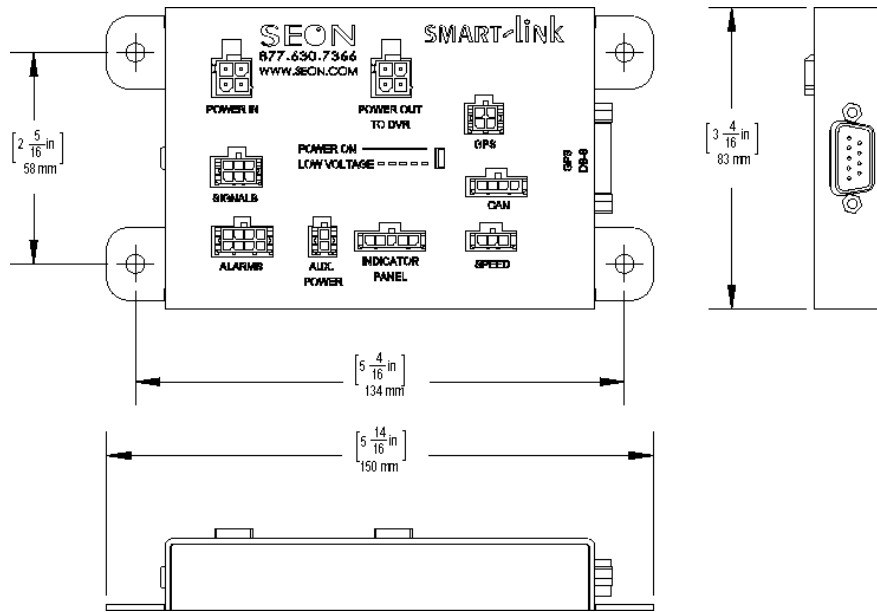 SEON
877.630.7366
WWW.SEON.COM
SMART-link
POWER IN
POWER OUT
TO DVR
GPS
POWER ON
LOW VOLTAGE
GPS
DB-9
SIGNALS
CAN
ALARMS
AUX.
POWER
INDICATOR
PANEL
SPEED
[2 5/16 in]
58 mm
[3 4/16 in]
83 mm
[5 4/16 in]
134 mm
[5 14/16 in]
150 mm